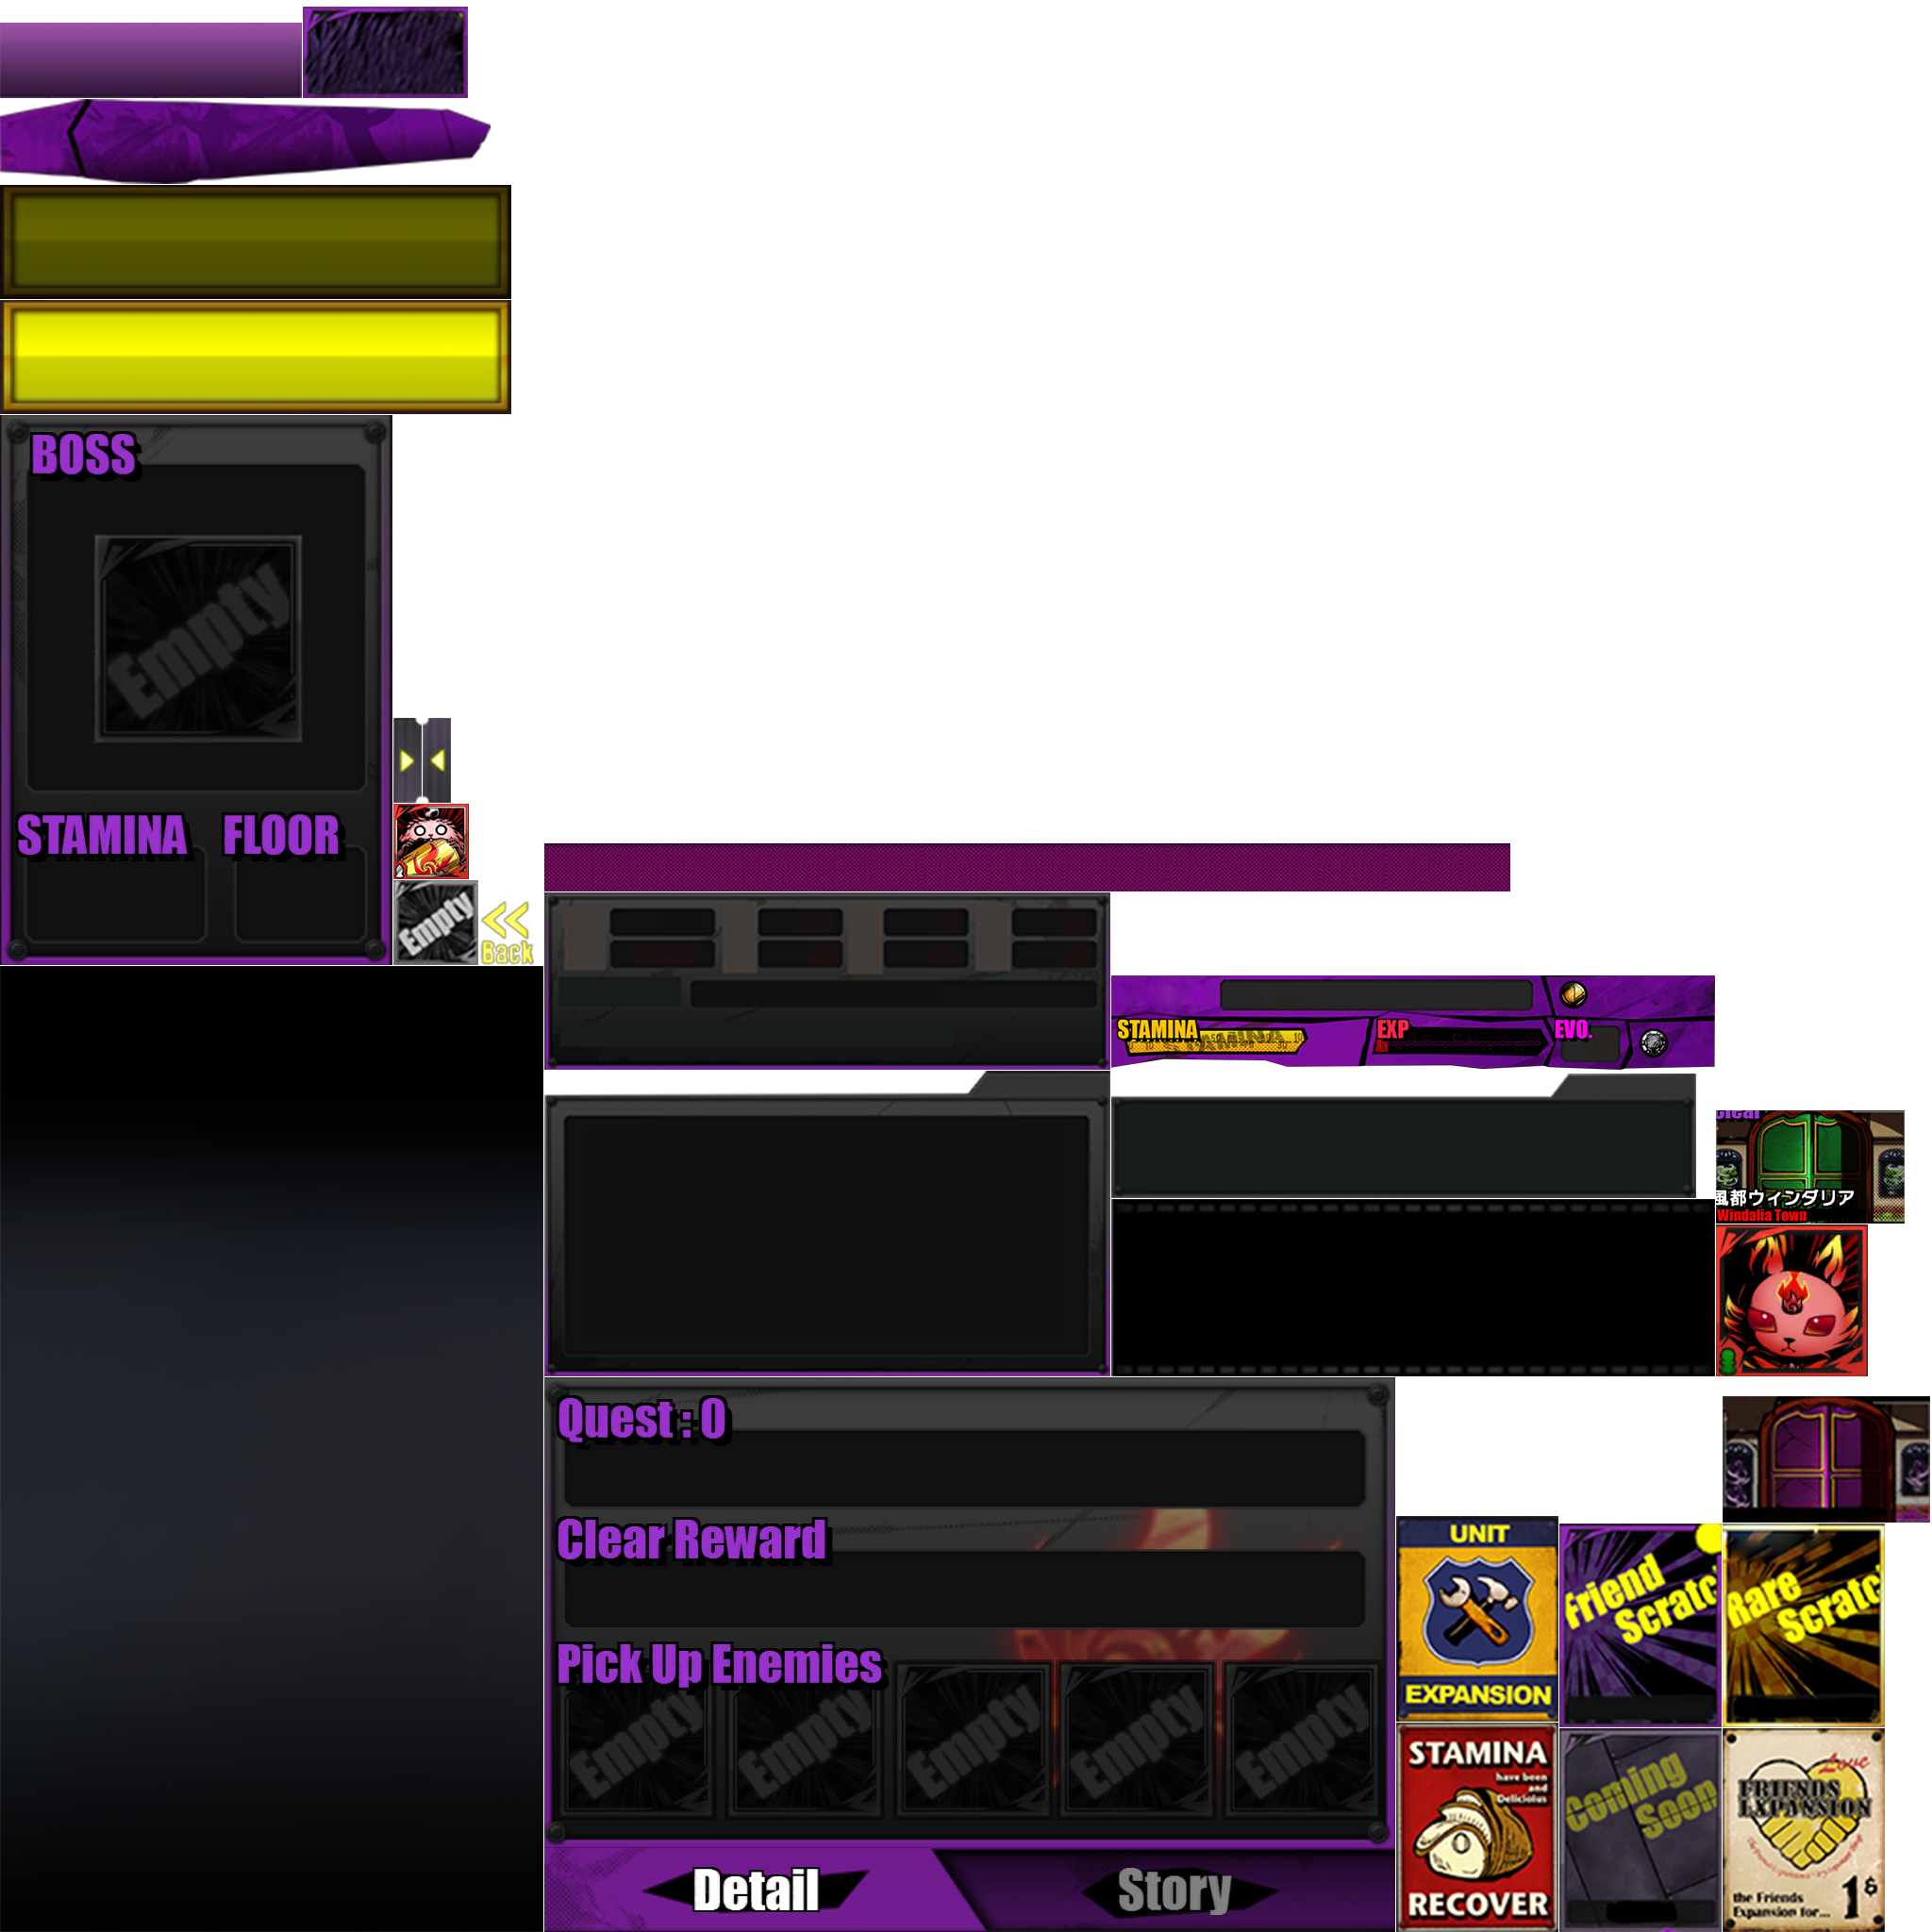 BOSS
Empty
STAMINA FLOOR
Empty
Back
STAMINA
EXP
EVO.
風都ウィンダリア
Windalia Town
Quest : 0
Clear Reward
Pick Up Enemies
Empty
Empty
Empty
Empty
Empty
Detail
Story
UNIT
EXPANSION
Friend
Scratc
Rare
Scratc
STAMINA
have been
and
Deliciolus
RECOVER
Coming
Soon
Love
FRIENDS
EXPANSION
the Friends
Expansion for... 1$